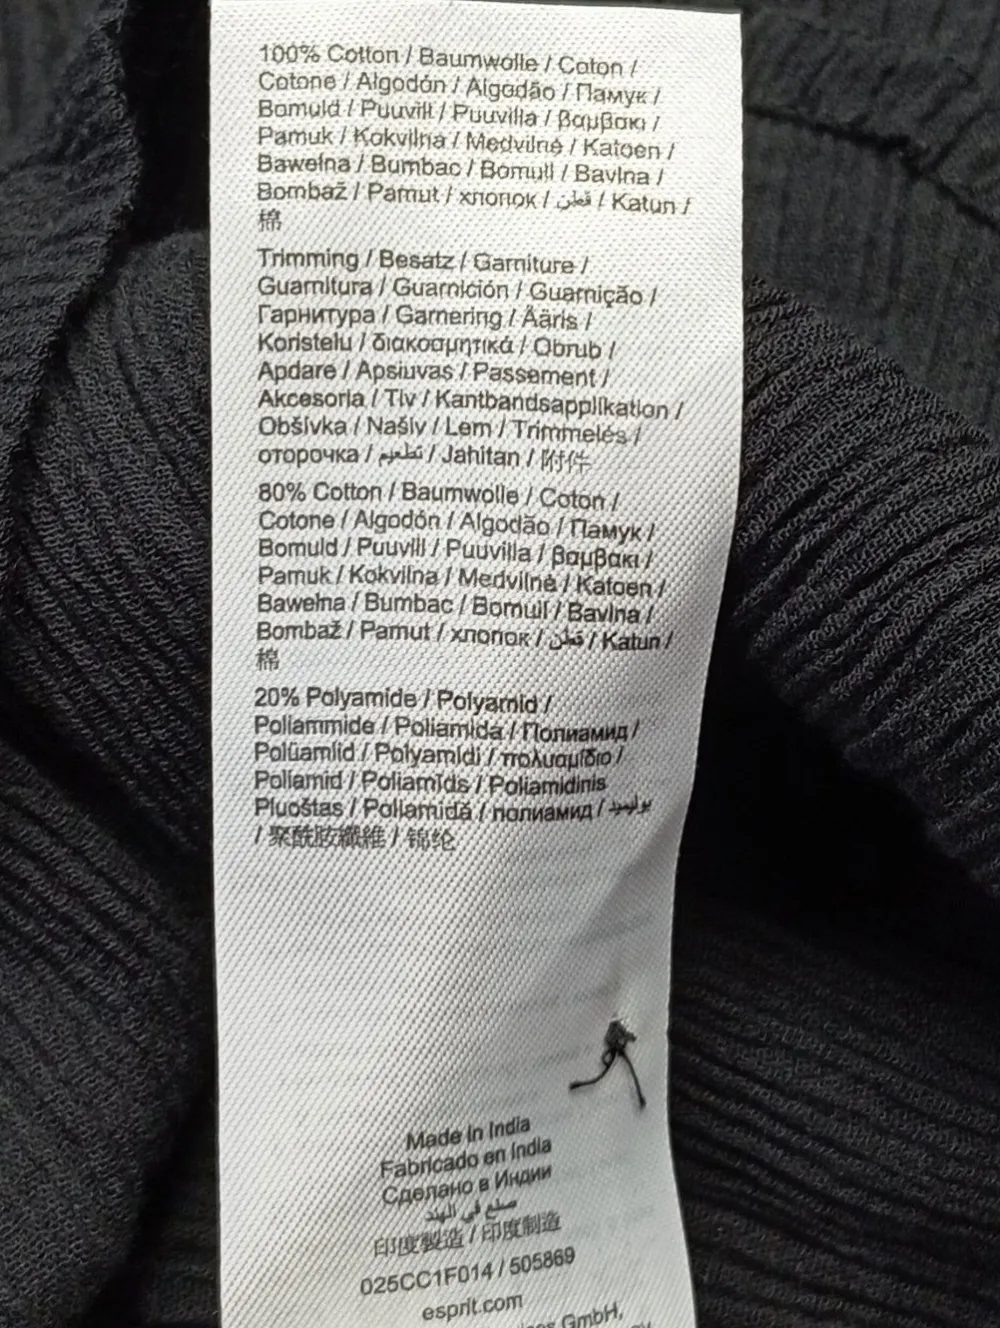 100% Cotton / Baumwolle / Coton /
Cotone / Algodón / Algodão / Памук /
Bomuld / Puuvill / Puuvilla / βαμβακι /
Pamuk / Kokvilna / Medvilnė / Katoen /
Bawełna / Bumbac / Bomull / Bavlna /
Bombaž / Pamut / хлопок / قطن / Katun /
棉
Trimming / Besatz / Garniture /
Guarnitura / Guarnición / Guarnição /
Гарнитура / Garnering / Ääris /
Koristelu / διακοσμητικά / Obrub /
Apdare / Apsiuvas / Passement /
Akcesoria / Tiv / Kantbandsapplikation /
Obšívka / Našiv / Lem / Trimmelés /
оторочка / تطعيم / Jahitan / 附件
80% Cotton / Baumwolle / Coton /
Cotone / Algodón / Algodão / Памук /
Bomuld / Puuvill / Puuvilla / βαμβακι /
Pamuk / Kokvilna / Medvilnė / Katoen /
Bawełna / Bumbac / Bomull / Bavlna /
Bombaž / Pamut / хлопок / قطن / Katun /
棉
20% Polyamide / Polyamid /
Poliammide / Poliamida / Полиамид /
Polüamiid / Polyamidi / πολυαμίδιο /
Poliamid / Poliamīds / Poliamidinis
Pluoštas / Poliamidă / полиамид / بوليميد
/ 聚酰胺纖維 / 锦纶
Made in India
Fabricado en India
Сделано в Индии
صنع في الهند
印度製造 / 印度制造
025CC1F014 / 505869
esprit.com
GmbH,